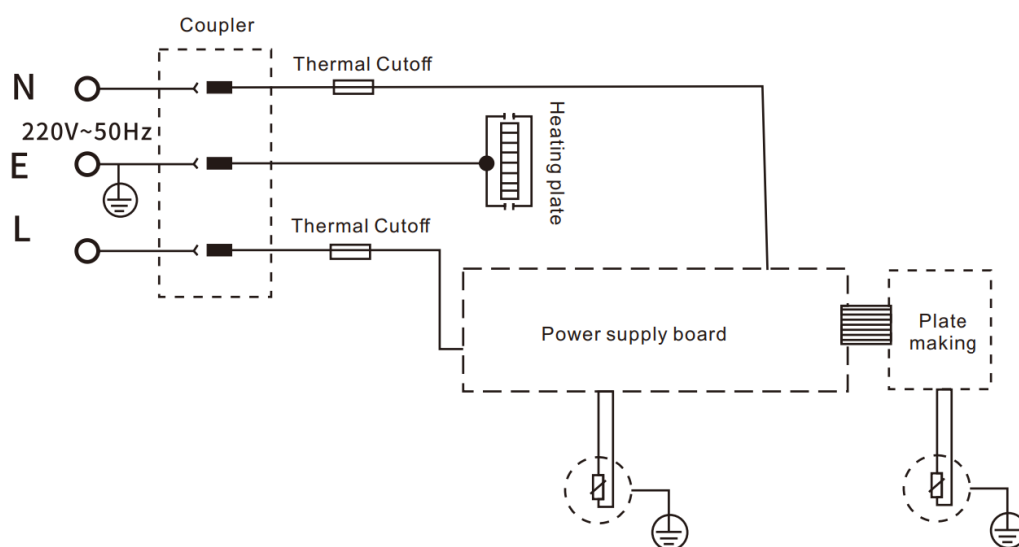 Coupler
Thermal Cutoff
N
220V~50Hz
E
Heating plate
L
Thermal Cutoff
Power supply board
Plate
making